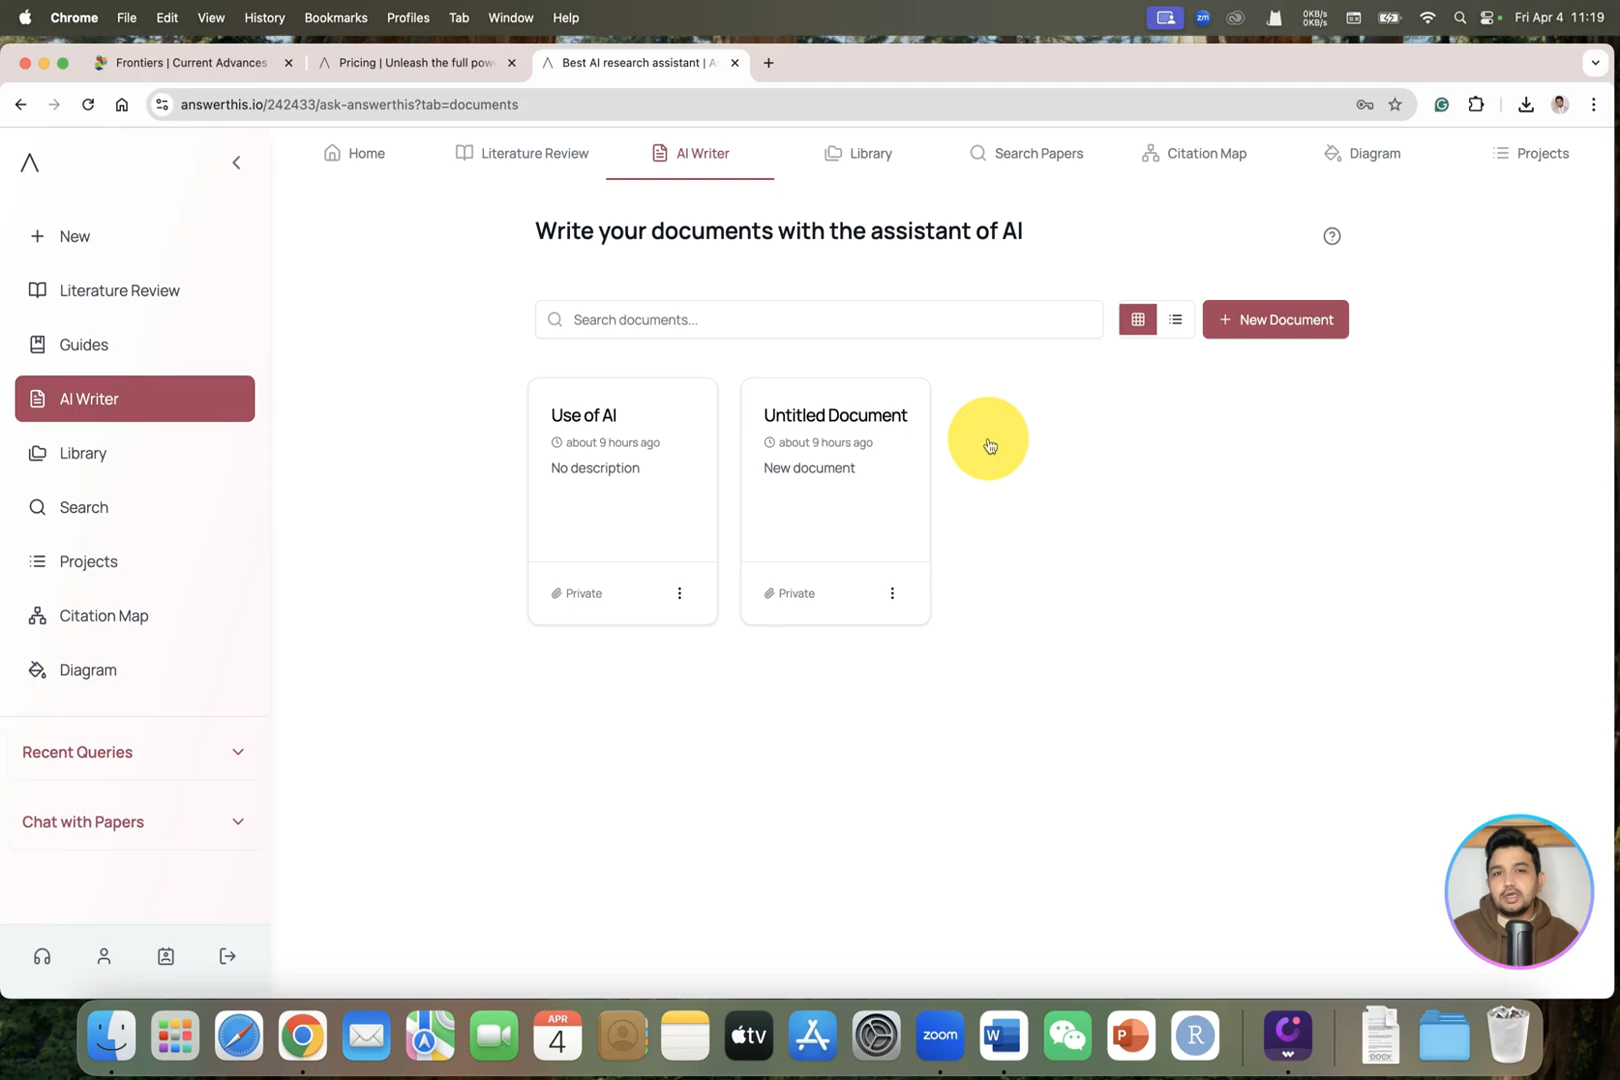 Chrome File Edit View History Bookmarks Profiles Tab Window Help
zm 0KB/s 0KB/s Fri Apr 4 11:19
Frontiers | Current Advances
Pricing | Unleash the full pow
Best AI research assistant | A
answerthis.io/242433/ask-answerthis?tab=documents
Home
Literature Review
AI Writer
Library
Search Papers
Citation Map
Diagram
Projects
New
Literature Review
Guides
AI Writer
Library
Search
Projects
Citation Map
Diagram
Recent Queries
Chat with Papers
Write your documents with the assistant of AI
Search documents...
New Document
Use of AI
about 9 hours ago
No description
Private
Untitled Document
about 9 hours ago
New document
Private
APR
4
tv
zoom
W
P
R
DOCX